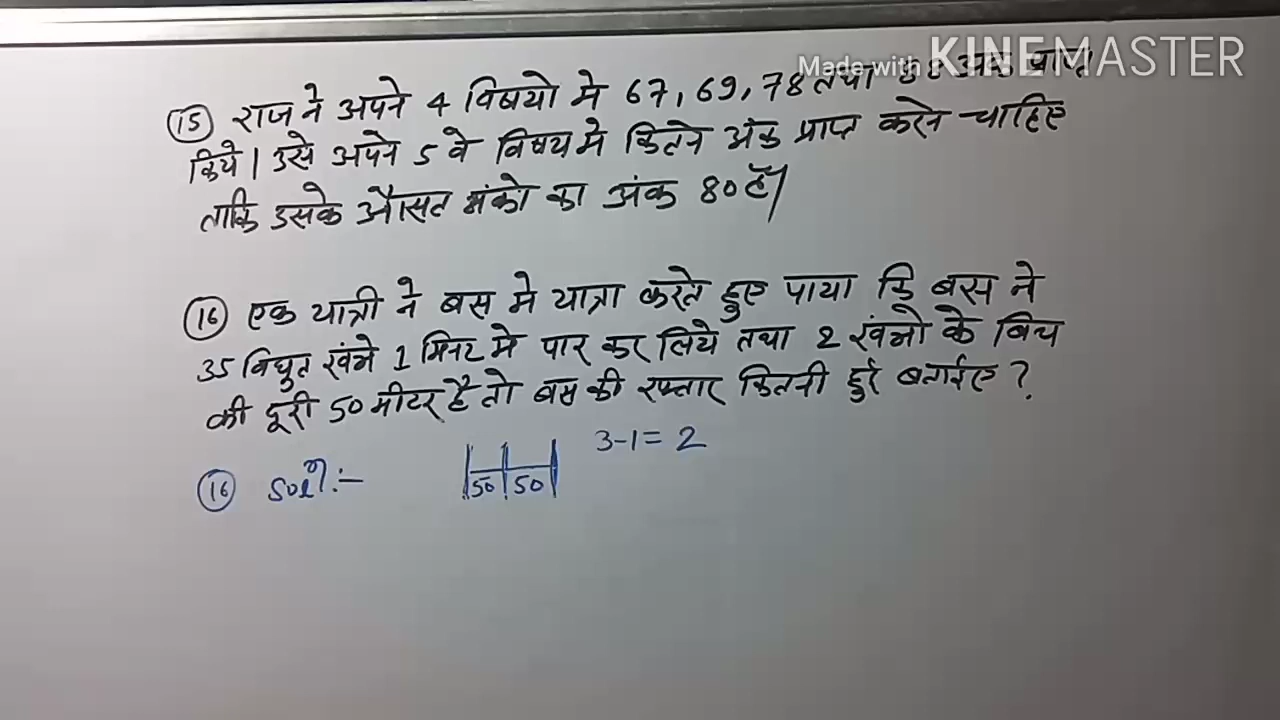 Made with KINEMASTER
(15) राज ने अपने 4 विषयो मे 67, 69, 78 तथा 88 अंक प्राप्त
किये। उसे अपने 5 वे विषय मे कितने अंक प्राप्त करने चाहिए
ताकि उसके औसत अंको का अंक 80 हैं।
(16) एक यात्री ने बस मे यात्रा करते हुए पाया कि बस ने
35 विघुत खंभे 1 मिनट मे पार कर लिये तथा 2 खंभो के बिच
की दूरी 50 मीटर है तो बस की रफ्तार कितनी हुई बताईए ?
3-1= 2
(16) Solⁿ:- 50 50